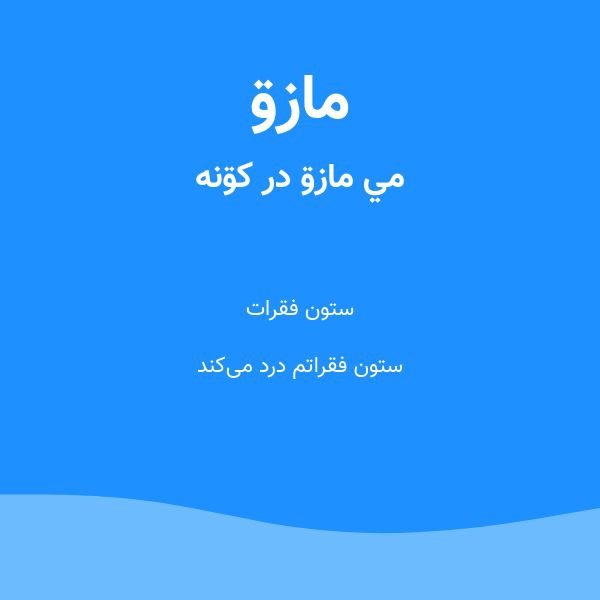 مازۊ
مي مازۊ در کۊنه
ستون فقرات
ستون فقراتم درد می‌کند